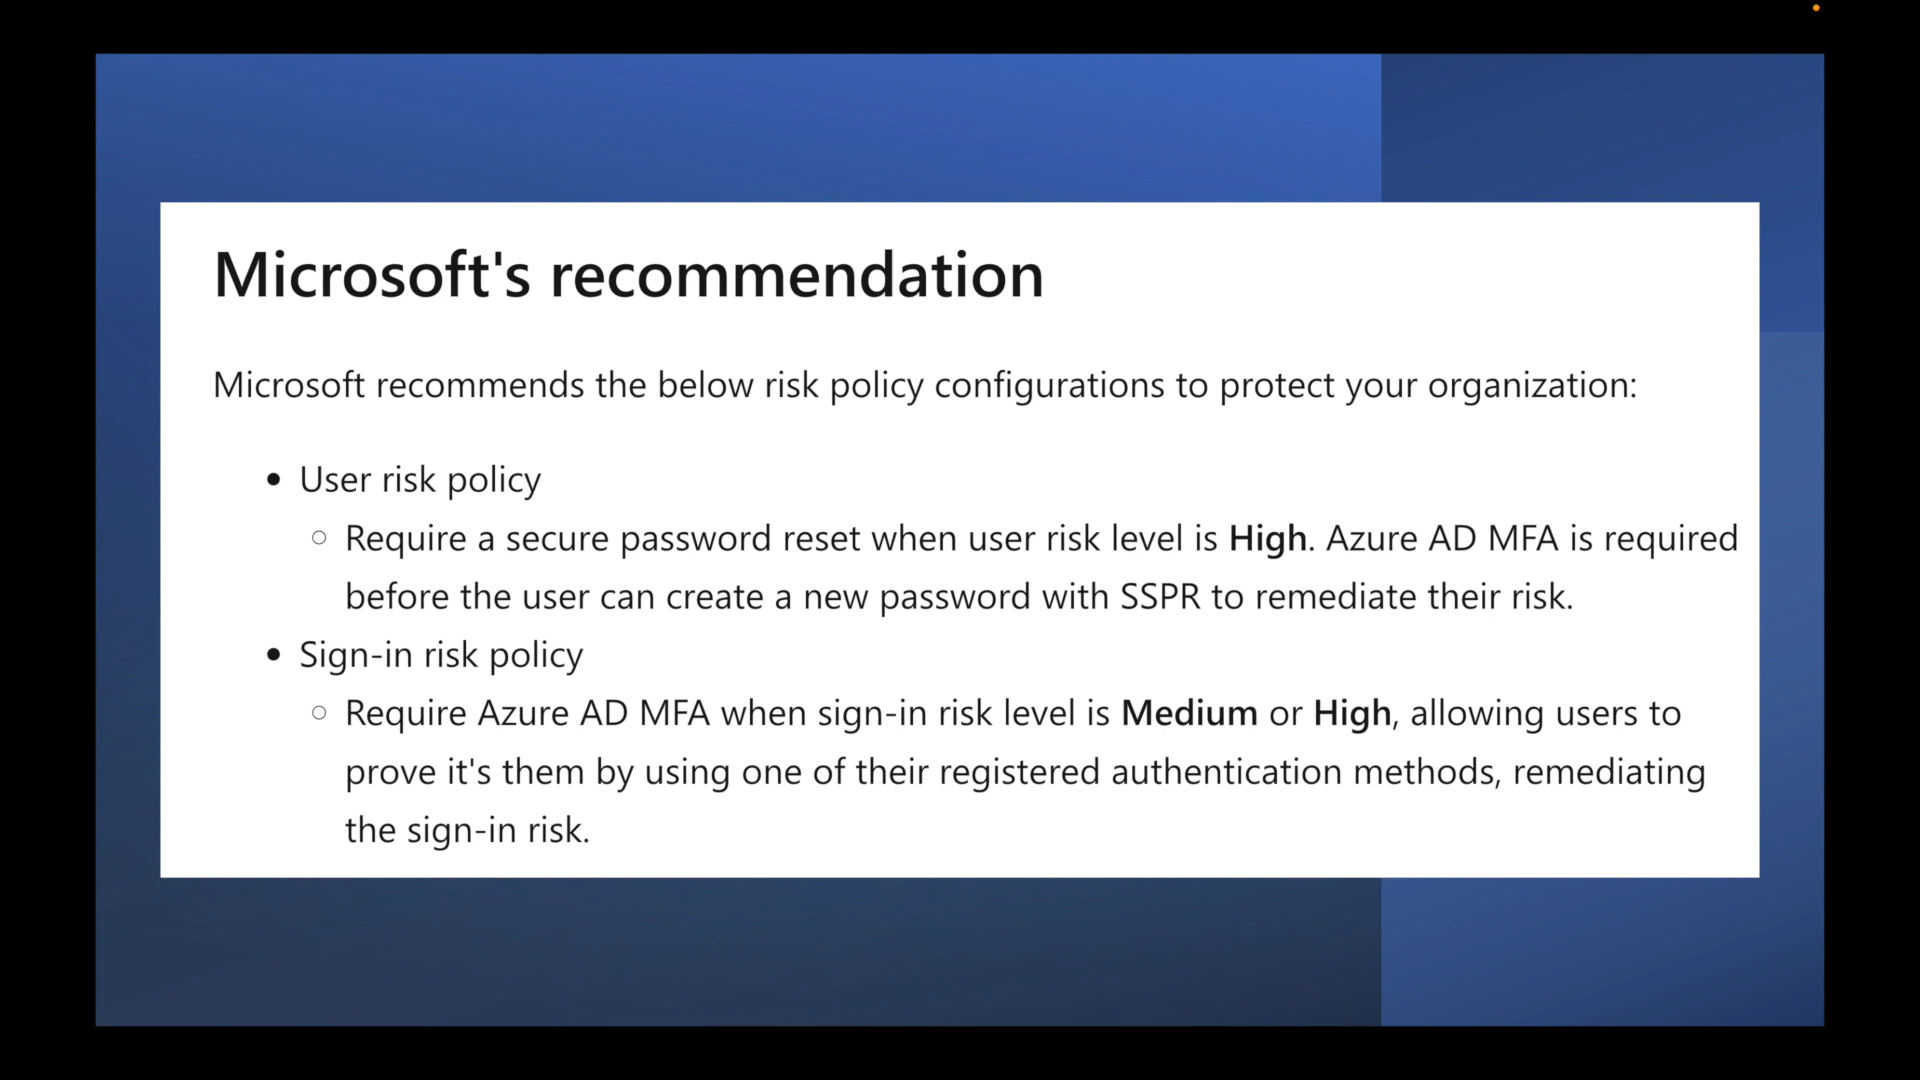 Microsoft's recommendation
Microsoft recommends the below risk policy configurations to protect your organization:
• User risk policy
○ Require a secure password reset when user risk level is High. Azure AD MFA is required
before the user can create a new password with SSPR to remediate their risk.
• Sign-in risk policy
○ Require Azure AD MFA when sign-in risk level is Medium or High, allowing users to
prove it's them by using one of their registered authentication methods, remediating
the sign-in risk.